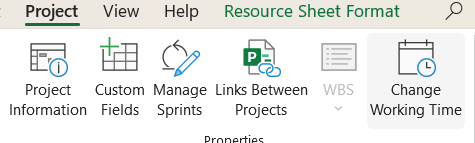 Project View Help Resource Sheet Format
Project Information
Custom Fields
Manage Sprints
Links Between Projects
WBS
Change Working Time
Properties